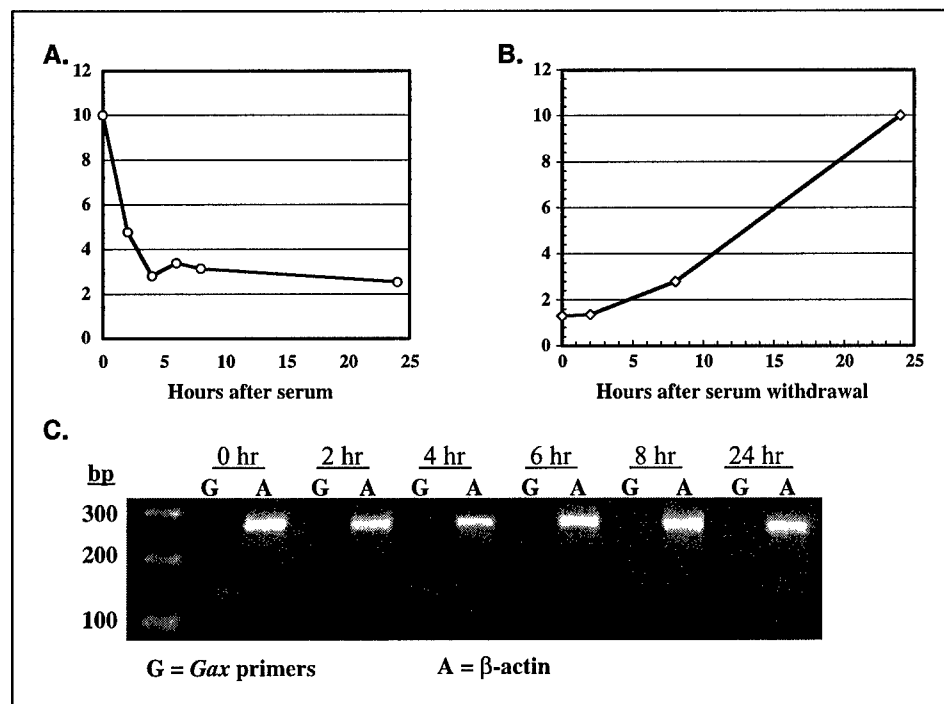 A.
12
10
8
6
4
2
0
0 5 10 15 20 25
Hours after serum
B.
12
10
8
6
4
2
0
0 5 10 15 20 25
Hours after serum withdrawal
C.
0 hr 2 hr 4 hr 6 hr 8 hr 24 hr
bp G A G A G A G A G A G A
300
200
100
G = Gax primers A = β-actin